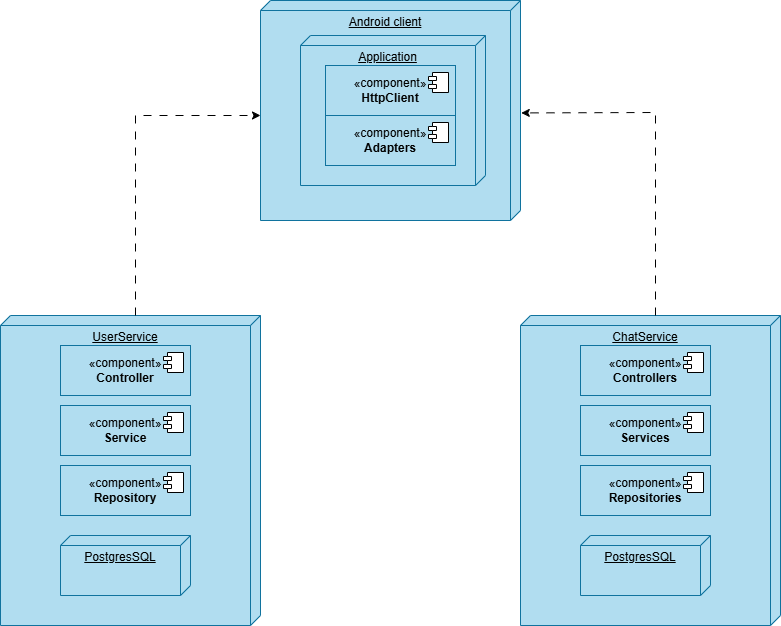 Android client
Application
«component»
HttpClient
«component»
Adapters
UserService
«component»
Controller
«component»
Service
«component»
Repository
PostgresSQL
ChatService
«component»
Controllers
«component»
Services
«component»
Repositories
PostgresSQL